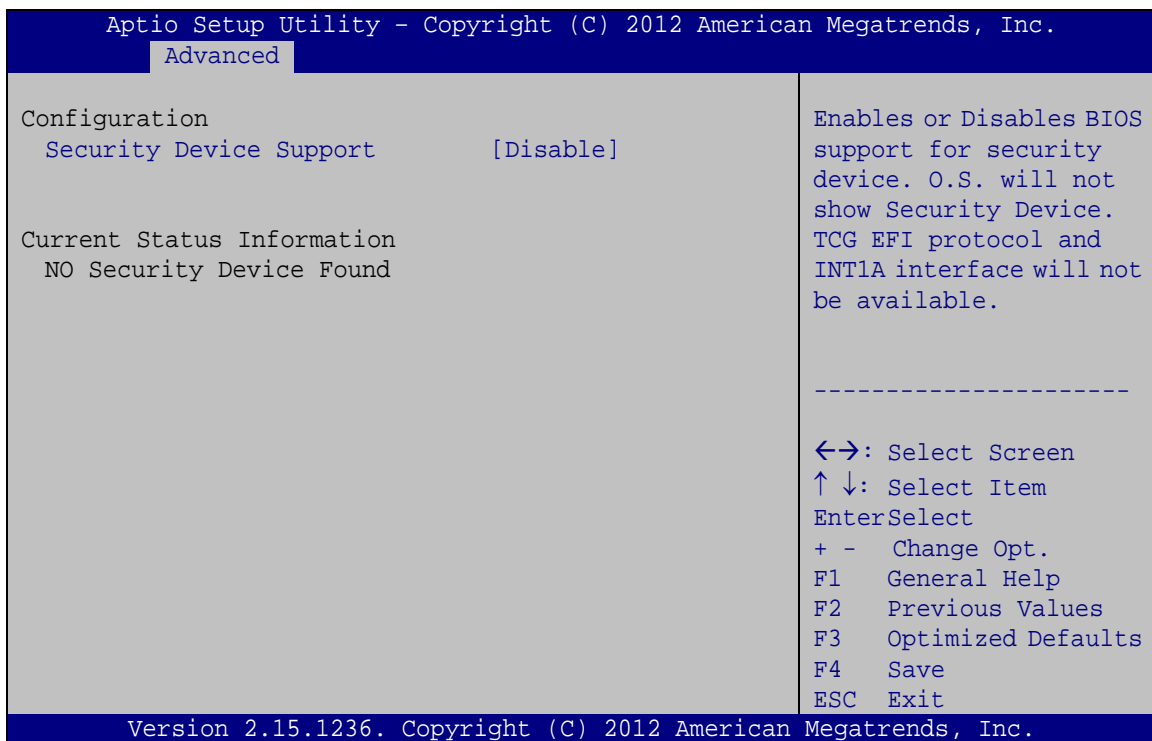 Aptio Setup Utility – Copyright (C) 2012 American Megatrends, Inc.
Advanced
Configuration
Security Device Support [Disable]
Current Status Information
NO Security Device Found
Enables or Disables BIOS
support for security
device. O.S. will not
show Security Device.
TCG EFI protocol and
INT1A interface will not
be available.
----------------------
←→: Select Screen
↑ ↓: Select Item
EnterSelect
+ - Change Opt.
F1 General Help
F2 Previous Values
F3 Optimized Defaults
F4 Save
ESC Exit
Version 2.15.1236. Copyright (C) 2012 American Megatrends, Inc.